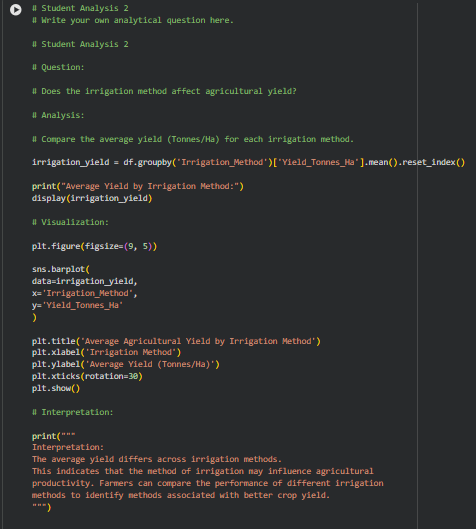 # Student Analysis 2
# Write your own analytical question here.
# Student Analysis 2
# Question:
# Does the irrigation method affect agricultural yield?
# Analysis:
# Compare the average yield (Tonnes/Ha) for each irrigation method.
irrigation_yield = df.groupby('Irrigation_Method')['Yield_Tonnes_Ha'].mean().reset_index()
print("Average Yield by Irrigation Method:")
display(irrigation_yield)
# Visualization:
plt.figure(figsize=(9, 5))
sns.barplot(
data=irrigation_yield,
x='Irrigation_Method',
y='Yield_Tonnes_Ha'
)
plt.title('Average Agricultural Yield by Irrigation Method')
plt.xlabel('Irrigation Method')
plt.ylabel('Average Yield (Tonnes/Ha)')
plt.xticks(rotation=30)
plt.show()
# Interpretation:
print("""
Interpretation:
The average yield differs across irrigation methods.
This indicates that the method of irrigation may influence agricultural
productivity. Farmers can compare the performance of different irrigation
methods to identify methods associated with better crop yield.
""")